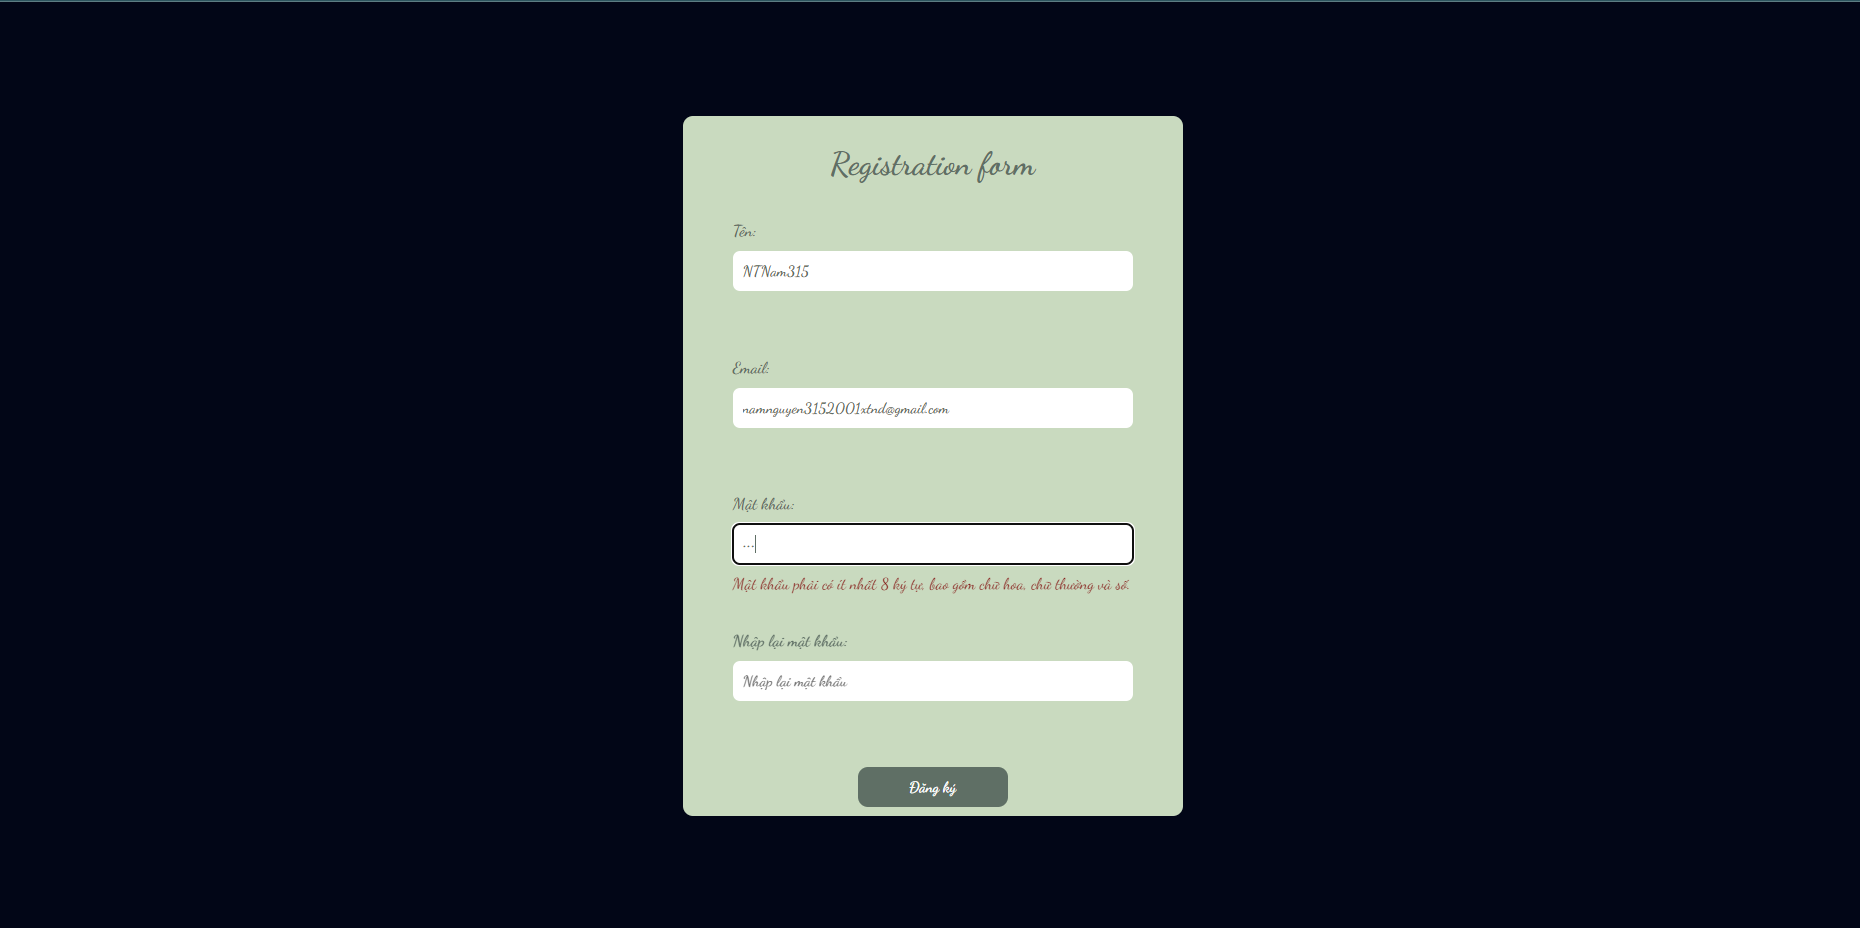 Registration form
Tên:
NTNam315
Email:
namnguyen3152001xtnd@gmail.com
Mật khẩu:
...
Mật khẩu phải có ít nhất 8 ký tự, bao gồm chữ hoa, chữ thường và số.
Nhập lại mật khẩu:
Nhập lại mật khẩu
Đăng ký